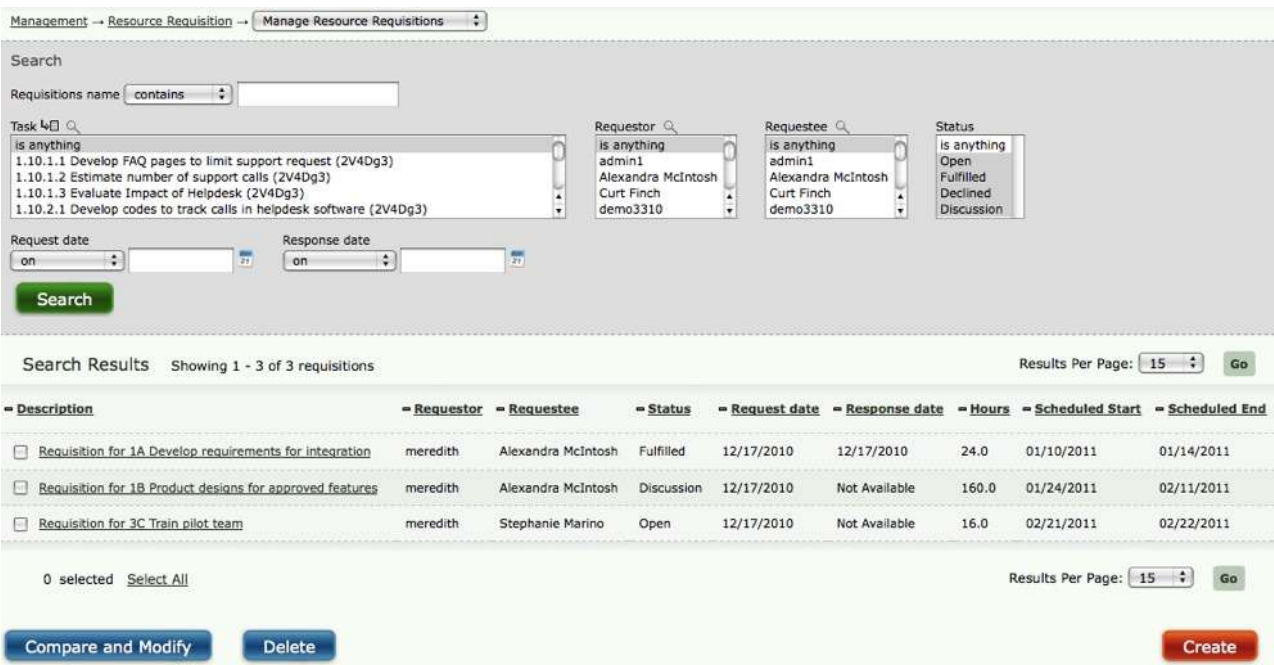 Management → Resource Requisition → Manage Resource Requisitions
Search
Requisitions name contains
Task Requestor Requestee Status
is anything is anything is anything is anything
1.10.1.1 Develop FAQ pages to limit support request (2V4Dg3) admin1 admin1 Open
1.10.1.2 Estimate number of support calls (2V4Dg3) Alexandra McIntosh Alexandra McIntosh Fulfilled
1.10.1.3 Evaluate Impact of Helpdesk (2V4Dg3) Curt Finch Curt Finch Declined
1.10.2.1 Develop codes to track calls in helpdesk software (2V4Dg3) demo3310 demo3310 Discussion
Request date Response date
on on
Search
Search Results Showing 1 - 3 of 3 requisitions Results Per Page: 15 Go
Description Requestor Requestee Status Request date Response date Hours Scheduled Start Scheduled End
Requisition for 1A Develop requirements for integration meredith Alexandra McIntosh Fulfilled 12/17/2010 12/17/2010 24.0 01/10/2011 01/14/2011
Requisition for 1B Product designs for approved features meredith Alexandra McIntosh Discussion 12/17/2010 Not Available 160.0 01/24/2011 02/11/2011
Requisition for 3C Train pilot team meredith Stephanie Marino Open 12/17/2010 Not Available 16.0 02/21/2011 02/22/2011
0 selected Select All Results Per Page: 15 Go
Compare and Modify Delete Create